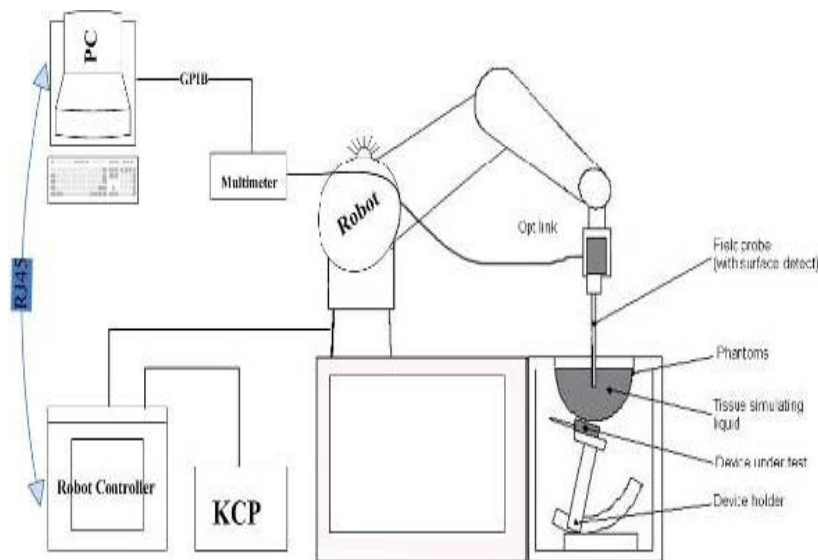 PC
GPIB
Multimeter
Robot
Opt link
Field probe
(with surface detect)
RJ45
Phantoms
Tissue simulating
liquid
Device under test
Device holder
Robot Controller
KCP